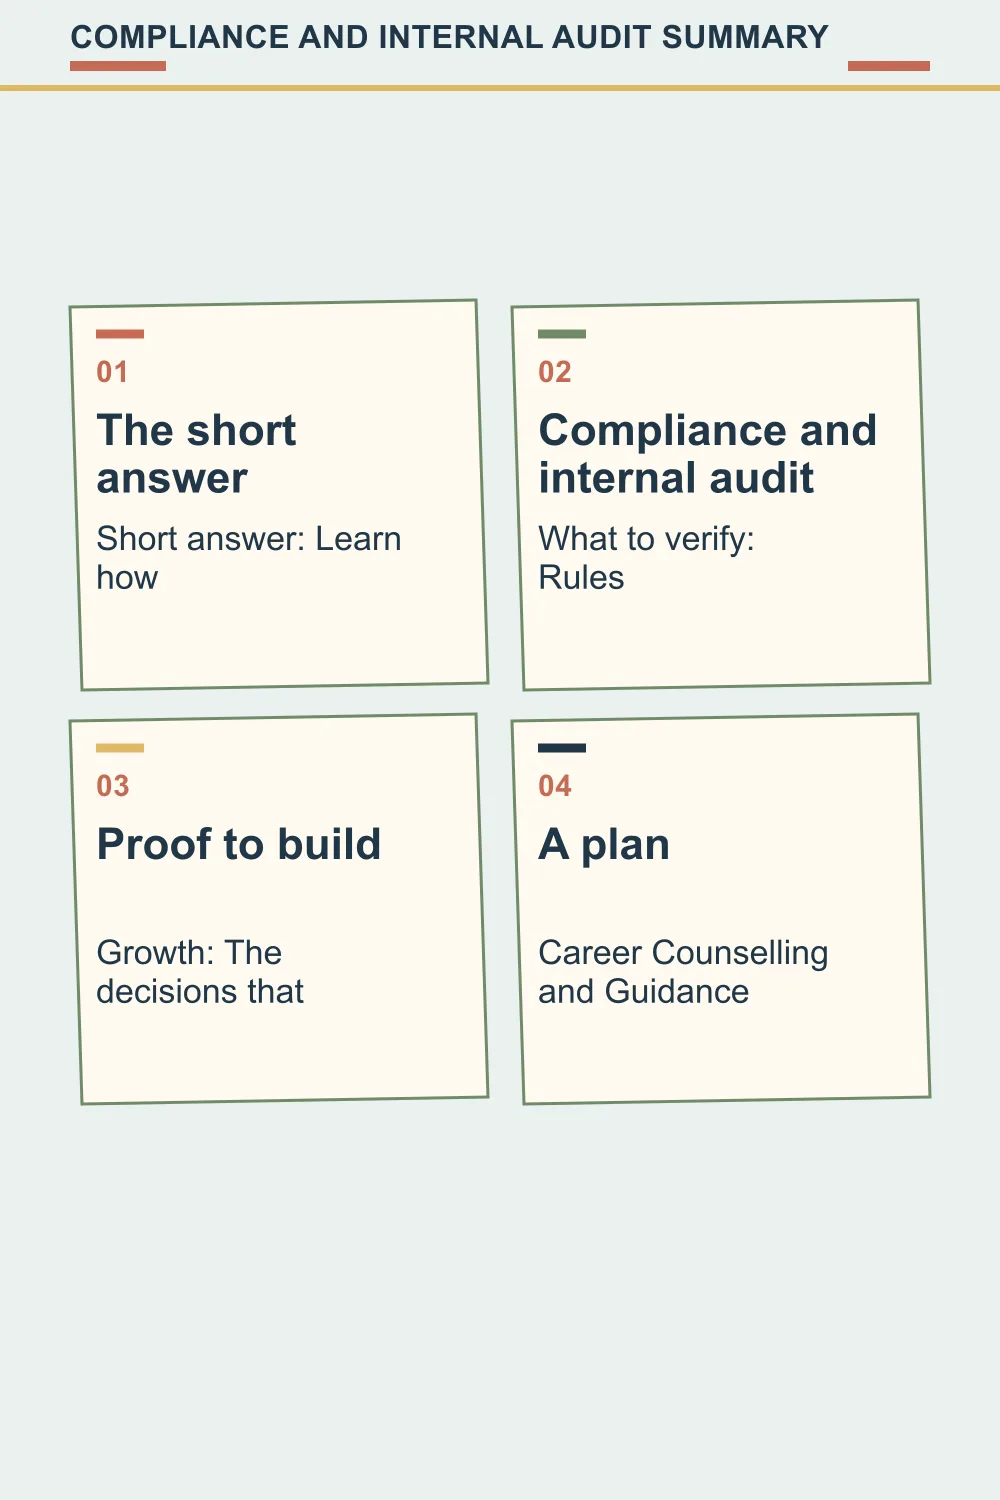 COMPLIANCE AND INTERNAL AUDIT SUMMARY
01
The short
answer
Short answer: Learn
how
02
Compliance and
internal audit
What to verify:
Rules
03
Proof to build
Growth: The
decisions that
04
A plan
Career Counselling
and Guidance